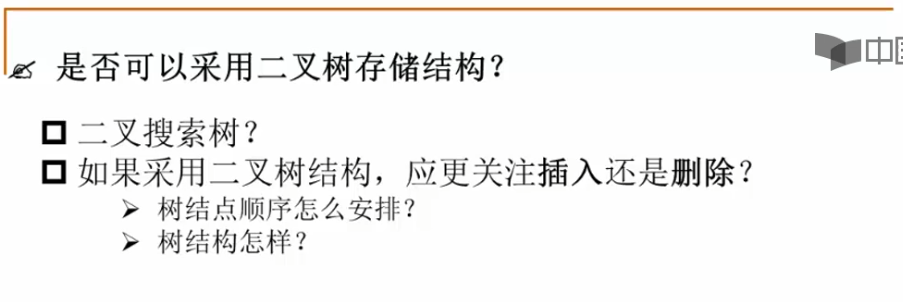 是否可以采用二叉树存储结构？
中国
二叉搜索树？
如果采用二叉树结构，应更关注插入还是删除？
树结点顺序怎么安排？
树结构怎样？